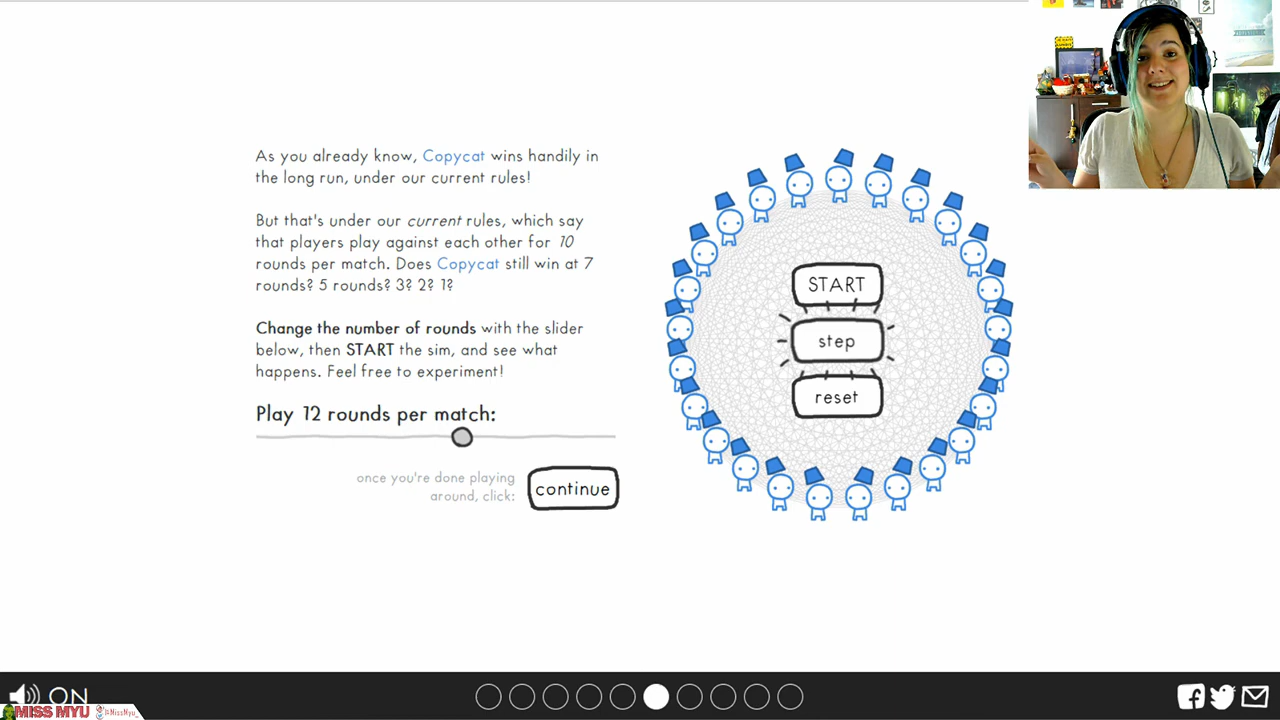 As you already know, Copycat wins handily in
the long run, under our current rules!
But that's under our current rules, which say
that players play against each other for 10
rounds per match. Does Copycat still win at 7
rounds? 5 rounds? 3? 2? 1?
Change the number of rounds with the slider
below, then START the sim, and see what
happens. Feel free to experiment!
Play 12 rounds per match:
once you're done playing
around, click:
continue
START
step
reset
ON
MISS MYU
@MissMyu_